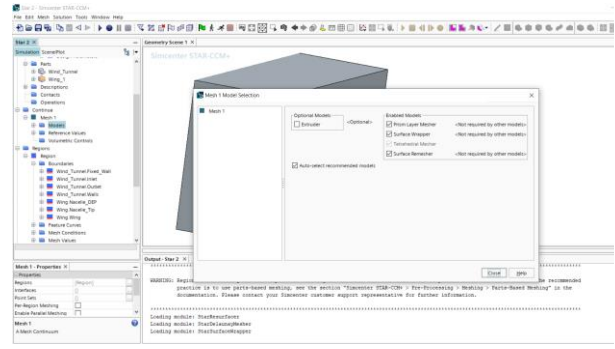 Star 2 - Simcenter STAR-CCM+
File Edit Mesh Solution Tools Window Help
Star 2 ×
Simulation ScenePlot
Parts
Wind_Tunnel
Wing_1
Descriptions
Contacts
Operations
Continua
Mesh 1
Models
Reference Values
Volumetric Controls
Regions
Region
Boundaries
Wind_Tunnel.Fixed_Wall
Wind_Tunnel.Inlet
Wind_Tunnel.Outlet
Wind_Tunnel.Walls
Wing Nacelle_DEP
Wing Nacelle_Tip
Wing Wing
Feature Curves
Mesh Conditions
Mesh Values
Mesh 1 - Properties ×
Properties
Regions [Region]
Interfaces []
Point Sets []
Per-Region Meshing
Enable Parallel Meshing
Mesh 1
A Mesh Continuum
Geometry Scene 1 ×
Simcenter STAR-CCM+
Mesh 1 Model Selection
Mesh 1
Optional Models
Extruder <Optional>
Enabled Models
Prism Layer Mesher <Not required by other models>
Surface Wrapper <Not required by other models>
Tetrahedral Mesher
Surface Remesher <Not required by other models>
Auto-select recommended models
Close Help
Output - Star 2 ×
WARNING: Region
he recommended
practice is to use parts-based meshing, see the section "Simcenter STAR-CCM+ > Pre-Processing > Meshing > Parts-Based Meshing" in the
documentation. Please contact your Simcenter customer support representative for further information.
Loading module: StarResurfacer
Loading module: StarDelaunayMesher
Loading module: StarSurfaceWrapper